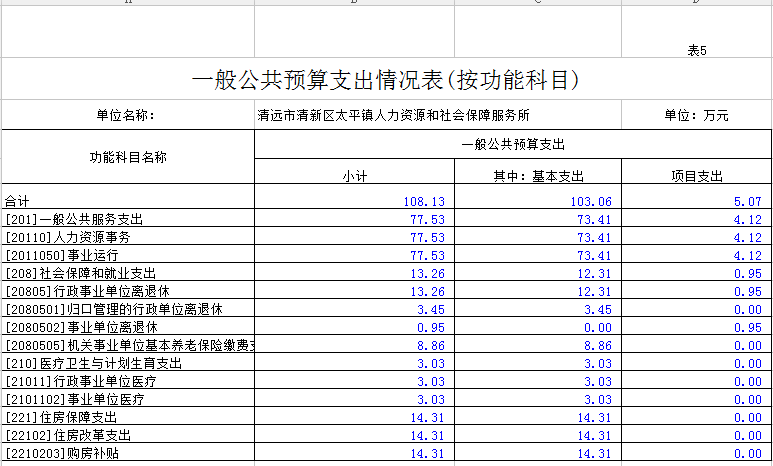 表5
一般公共预算支出情况表(按功能科目)
单位名称： 清远市清新区太平镇人力资源和社会保障服务所 单位：万元
功能科目名称 一般公共预算支出
小计 其中：基本支出 项目支出
合计 108.13 103.06 5.07
[201]一般公共服务支出 77.53 73.41 4.12
[20110]人力资源事务 77.53 73.41 4.12
[2011050]事业运行 77.53 73.41 4.12
[208]社会保障和就业支出 13.26 12.31 0.95
[20805]行政事业单位离退休 13.26 12.31 0.95
[2080501]归口管理的行政单位离退休 3.45 3.45 0.00
[2080502]事业单位离退休 0.95 0.00 0.95
[2080505]机关事业单位基本养老保险缴费支 8.86 8.86 0.00
[210]医疗卫生与计划生育支出 3.03 3.03 0.00
[21011]行政事业单位医疗 3.03 3.03 0.00
[2101102]事业单位医疗 3.03 3.03 0.00
[221]住房保障支出 14.31 14.31 0.00
[22102]住房改革支出 14.31 14.31 0.00
[2210203]购房补贴 14.31 14.31 0.00